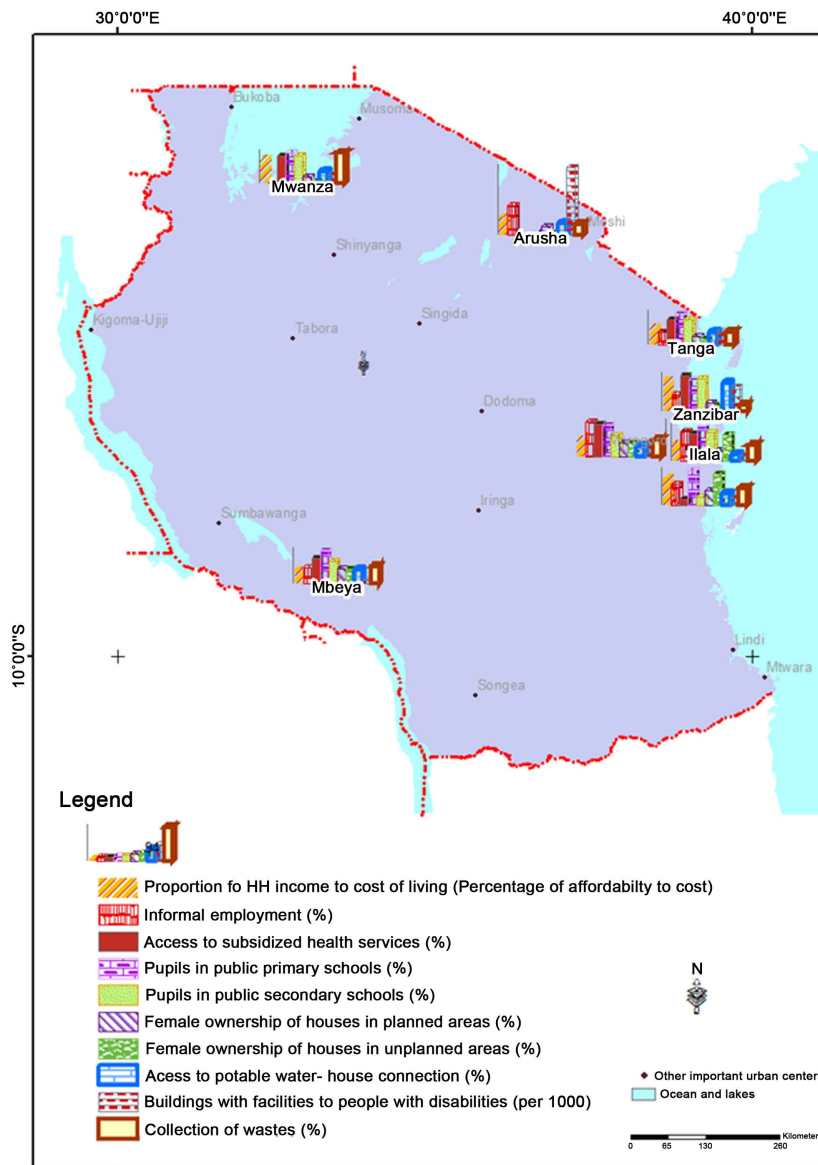 30°0'0"E
40°0'0"E
Bukoba
Musoma
Mwanza
Moshi
Arusha
Shinyanga
Kigoma-Ujiji
Singida
Tabora
Tanga
Dodoma
Zanzibar
Ilala
Iringa
Sumbawanga
Mbeya
10°0'0"S
Lindi
Mtwara
Songea
Legend
Proportion fo HH income to cost of living (Percentage of affordabilty to cost)
Informal employment (%)
Access to subsidized health services (%)
Pupils in public primary schools (%)
Pupils in public secondary schools (%)
Female ownership of houses in planned areas (%)
Female ownership of houses in unplanned areas (%)
Acess to potable water- house connection (%)
Buildings with facilities to people with disabilities (per 1000)
Collection of wastes (%)
N
Other important urban center
Ocean and lakes
Kilometer
0 65 130 260